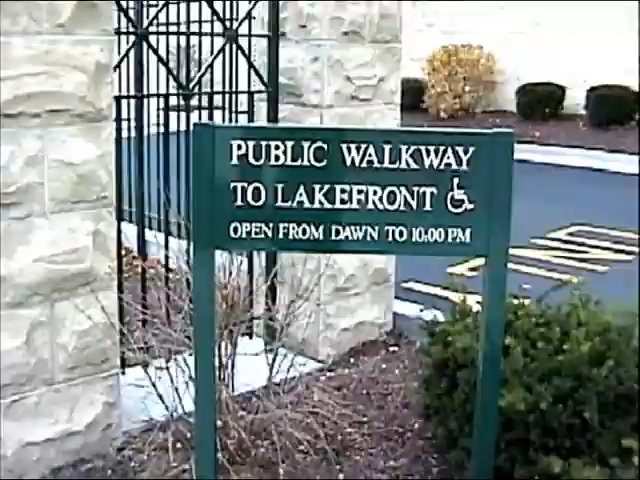 PUBLIC WALKWAY
TO LAKEFRONT
OPEN FROM DAWN TO 10:00 PM